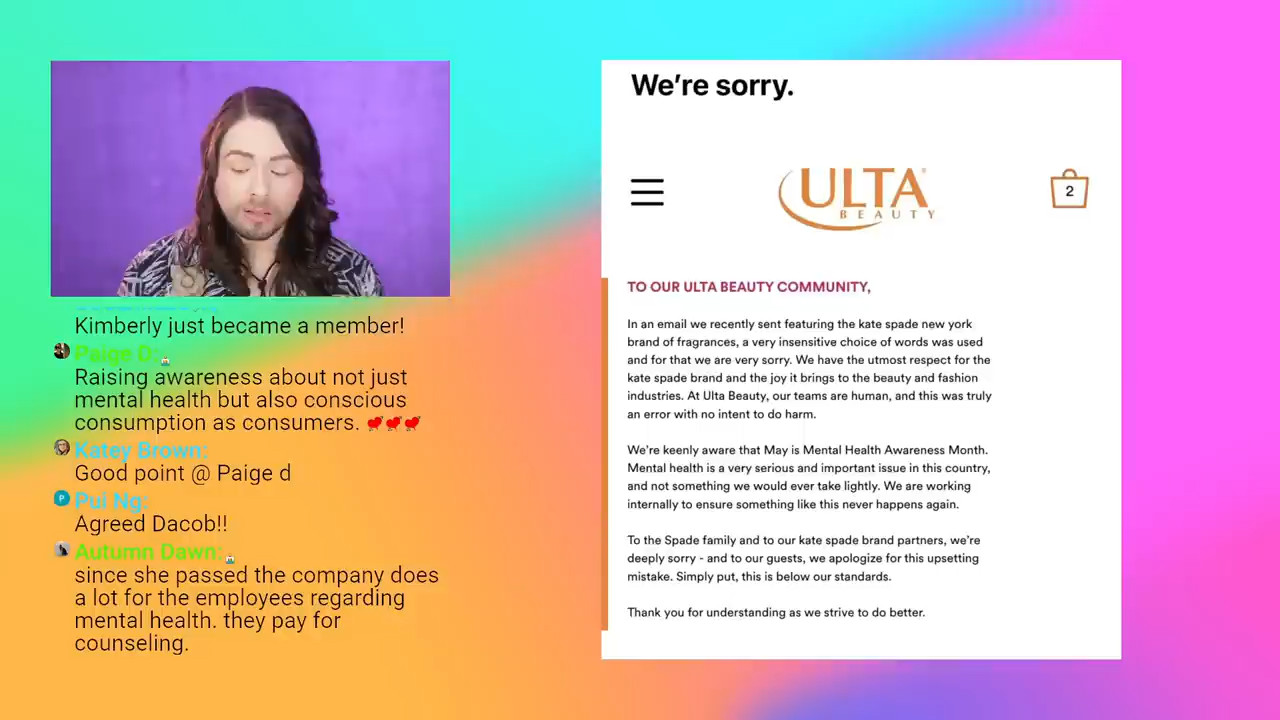 Kimberly just became a member!
Paige D:
Raising awareness about not just
mental health but also conscious
consumption as consumers.
Katey Brown:
Good point @ Paige d
P
Pui Ng:
Agreed Dacob!!
Autumn Dawn:
since she passed the company does
a lot for the employees regarding
mental health. they pay for
counseling.
We're sorry.
ULTA
BEAUTY
2
TO OUR ULTA BEAUTY COMMUNITY,
In an email we recently sent featuring the kate spade new york
brand of fragrances, a very insensitive choice of words was used
and for that we are very sorry. We have the utmost respect for the
kate spade brand and the joy it brings to the beauty and fashion
industries. At Ulta Beauty, our teams are human, and this was truly
an error with no intent to do harm.
We're keenly aware that May is Mental Health Awareness Month.
Mental health is a very serious and important issue in this country,
and not something we would ever take lightly. We are working
internally to ensure something like this never happens again.
To the Spade family and to our kate spade brand partners, we're
deeply sorry - and to our guests, we apologize for this upsetting
mistake. Simply put, this is below our standards.
Thank you for understanding as we strive to do better.